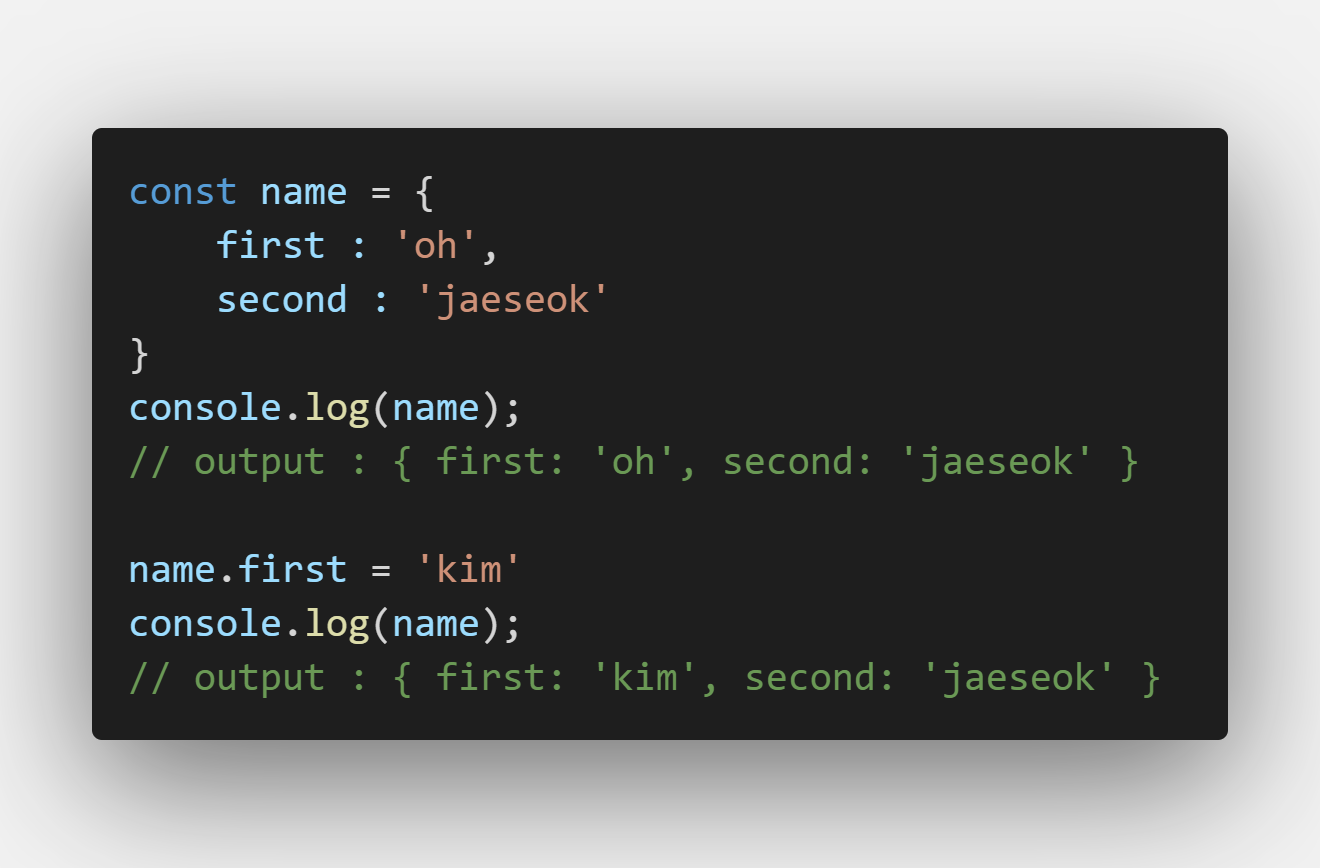 const name = {
    first : 'oh',
    second : 'jaeseok'
}
console.log(name);
// output : { first: 'oh', second: 'jaeseok' }

name.first = 'kim'
console.log(name);
// output : { first: 'kim', second: 'jaeseok' }